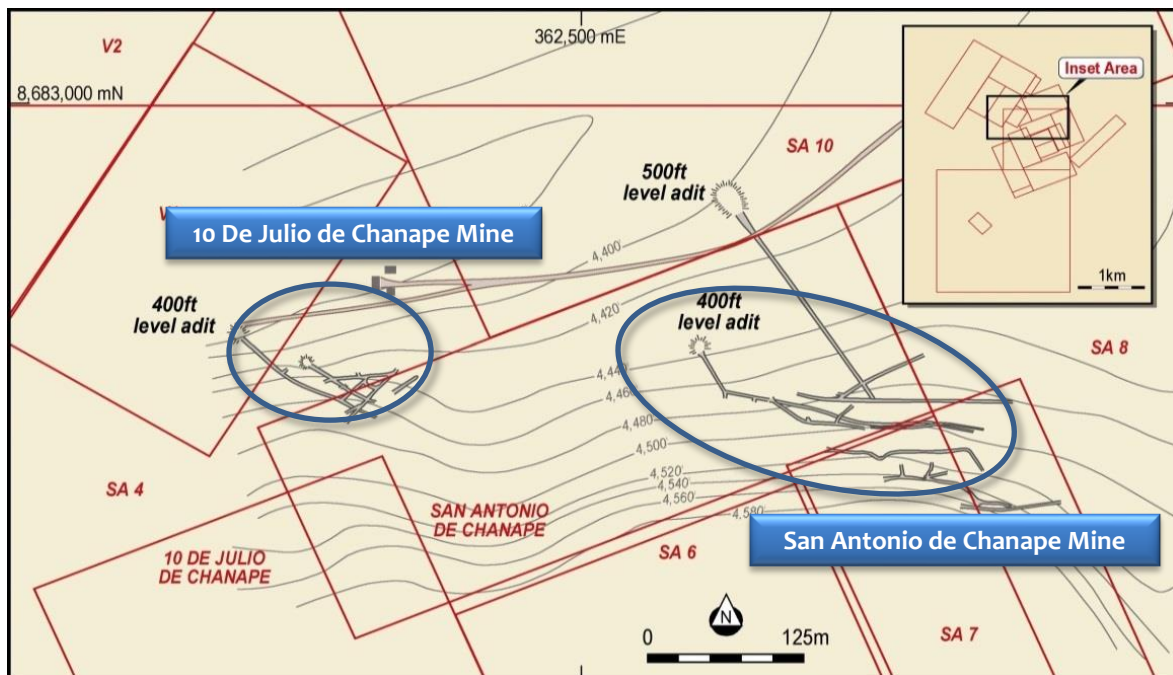 V2
362,500 mE
8,683,000 mN
Inset Area
1km
SA 10
500ft
level adit
10 De Julio de Chanape Mine
4,400
400ft
level adit
4,420
400ft
level adit
SA 8
4,440
4,460
4,480
4,500
4,520
4,540
4,560
4,580
SA 4
SAN ANTONIO
DE CHANAPE
San Antonio de Chanape Mine
10 DE JULIO
DE CHANAPE
SA 6
N
0
125m
SA 7